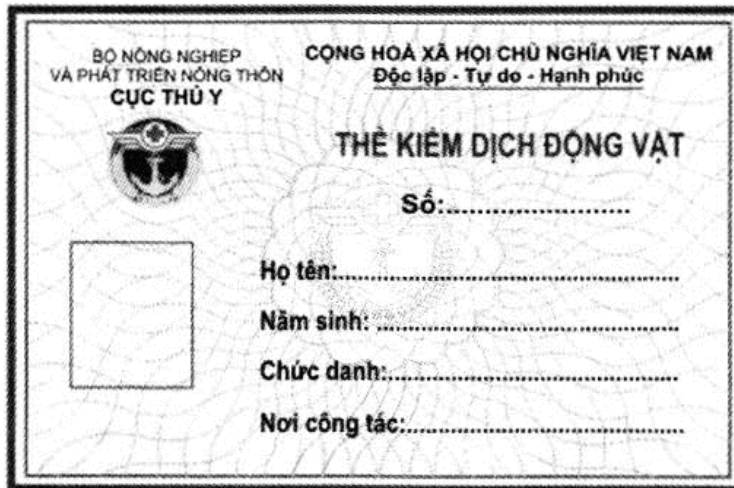 BỘ NÔNG NGHIỆP
VÀ PHÁT TRIỂN NÔNG THÔN
CỤC THÚ Y
CỘNG HOÀ XÃ HỘI CHỦ NGHĨA VIỆT NAM
Độc lập - Tự do - Hạnh phúc
THẺ KIỂM DỊCH ĐỘNG VẬT
Số:.......................
Họ tên:...........................................
Năm sinh: ......................................
Chức danh:.....................................
Nơi công tác:...................................